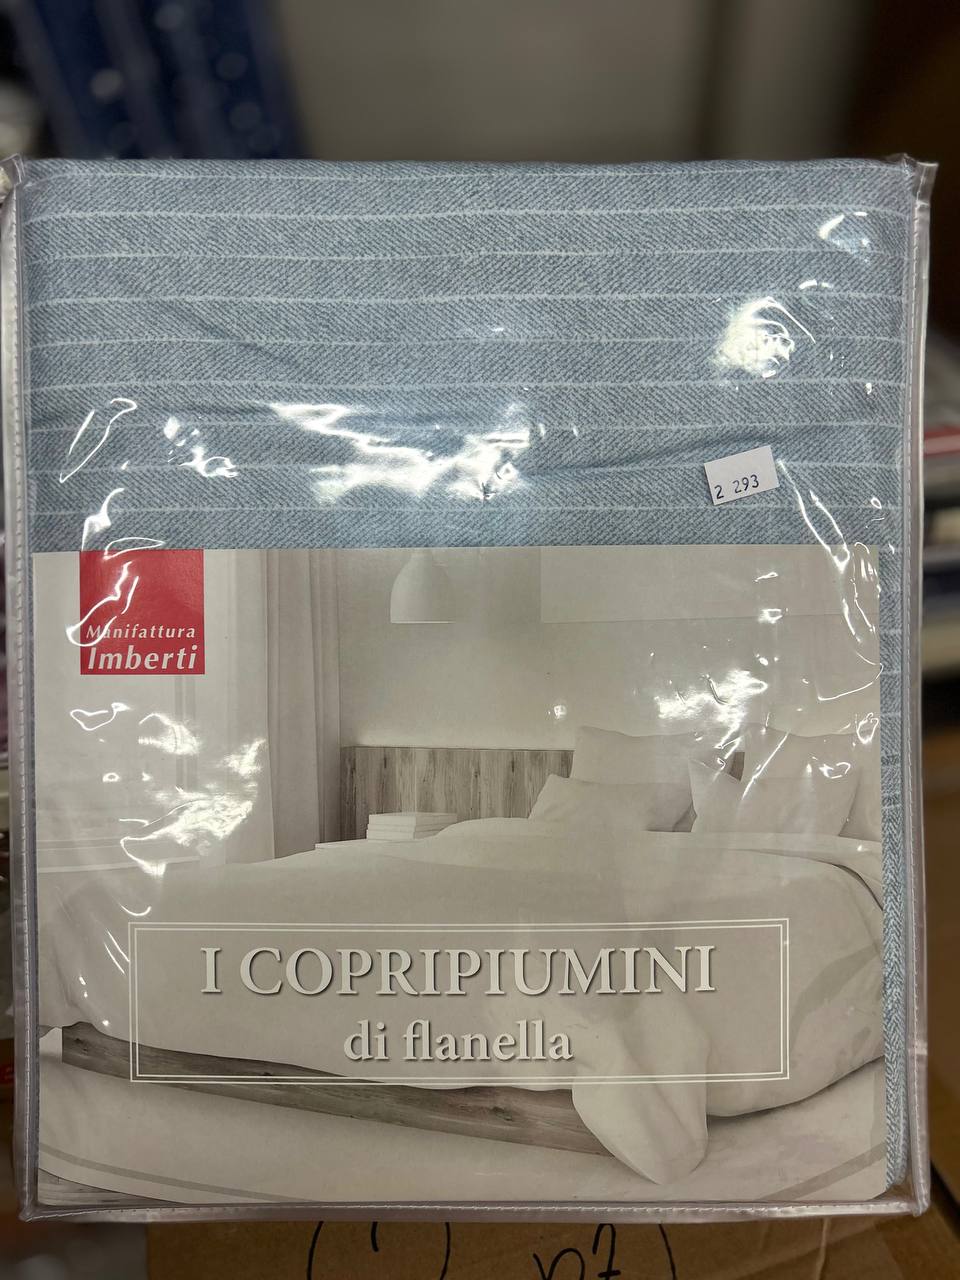 2 293
Manifattura
Imberti
I COPRIPIUMINI
di flanella